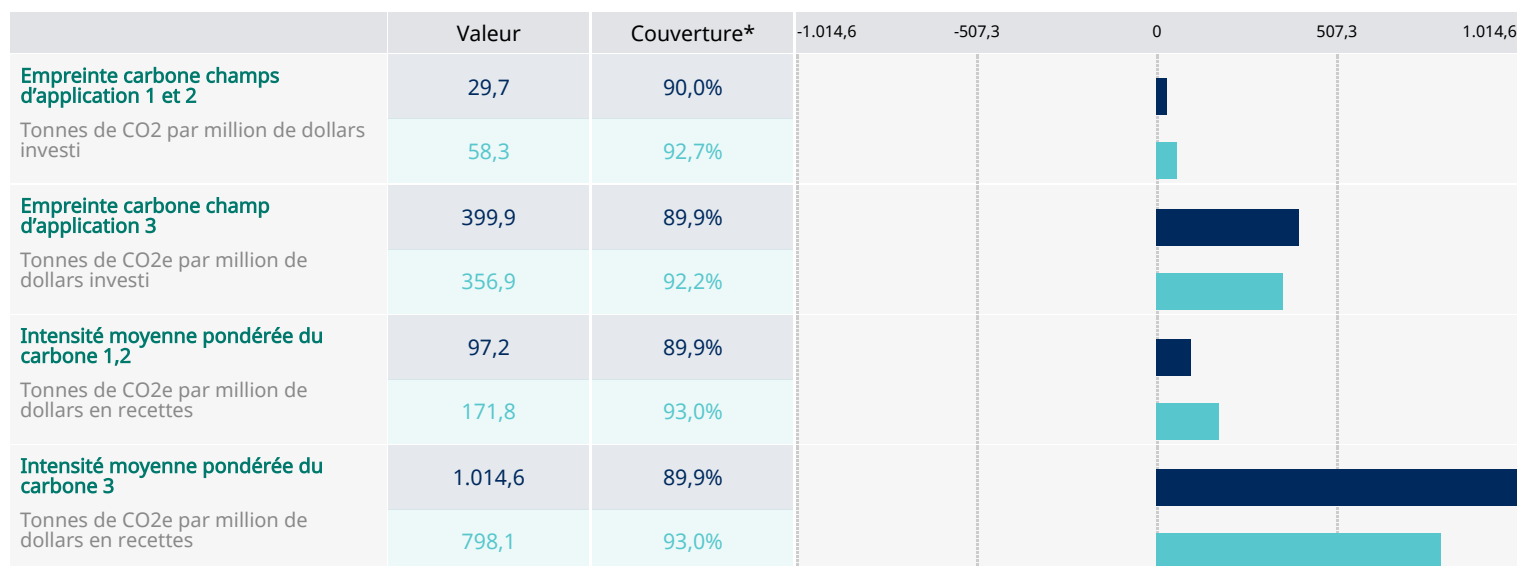 Valeur Couverture* -1.014,6 -507,3 0 507,3 1.014,6
Empreinte carbone champs
d'application 1 et 2
Tonnes de CO2 par million de dollars
investi
29,7 90,0%
58,3 92,7%
Empreinte carbone champ
d'application 3
Tonnes de CO2e par million de
dollars investi
399,9 89,9%
356,9 92,2%
Intensité moyenne pondérée du
carbone 1,2
Tonnes de CO2e par million de
dollars en recettes
97,2 89,9%
171,8 93,0%
Intensité moyenne pondérée du
carbone 3
Tonnes de CO2e par million de
dollars en recettes
1.014,6 89,9%
798,1 93,0%